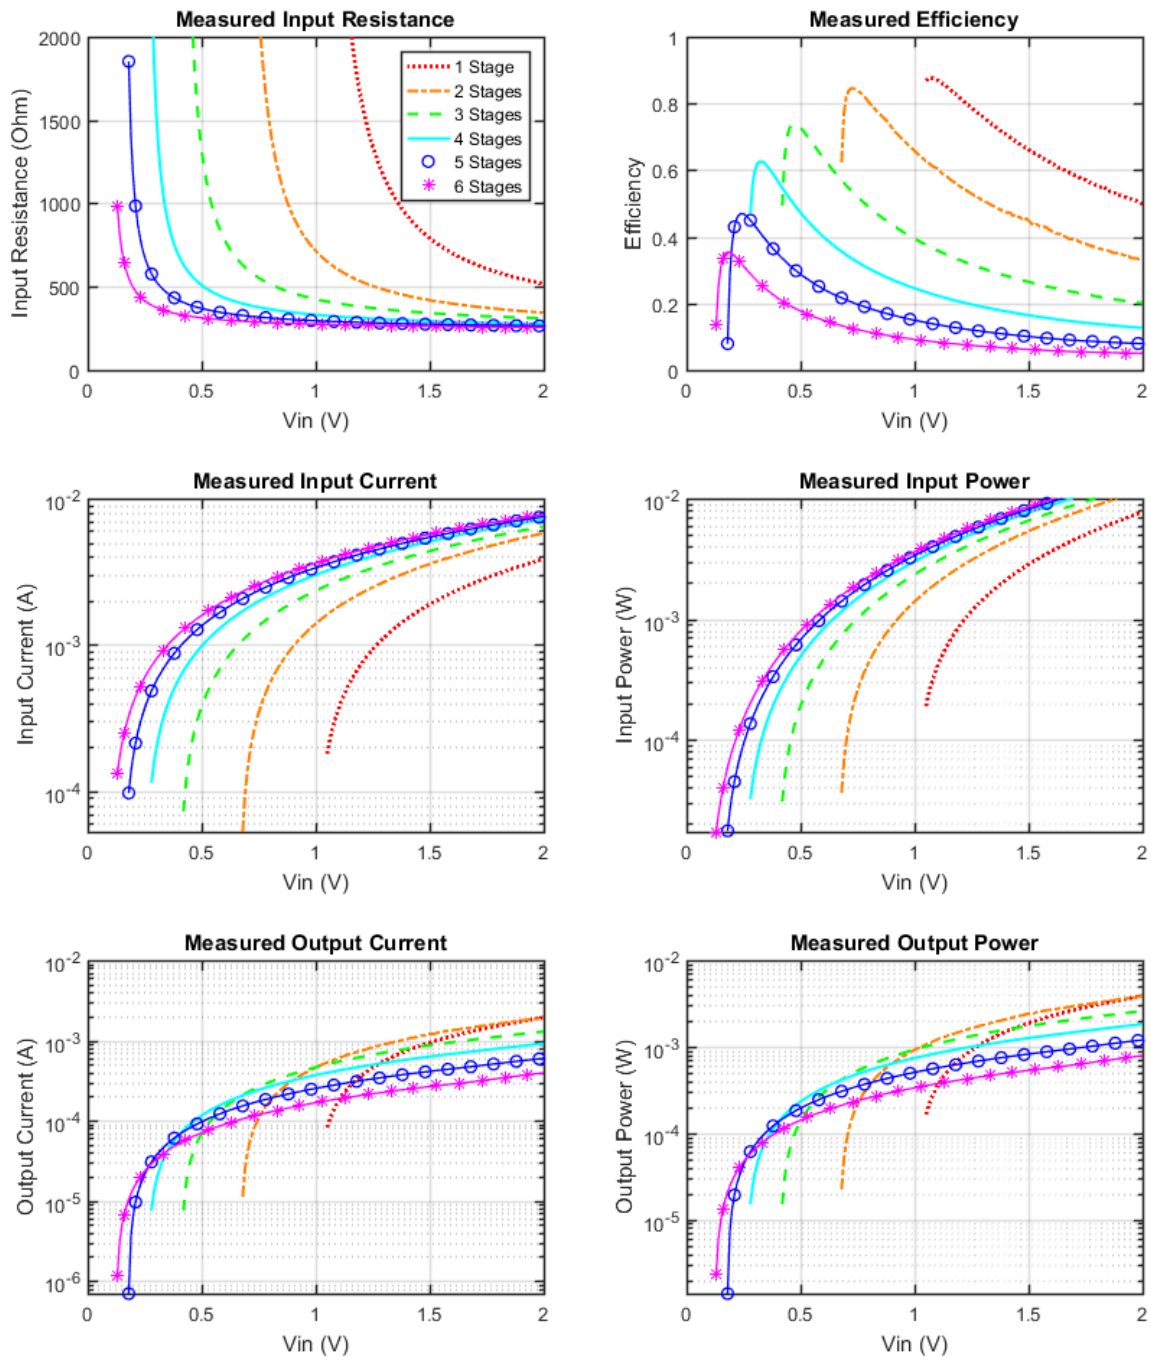 Measured Input Resistance
2000
1500
1000
500
0
Input Resistance (Ohm)
1 Stage
2 Stages
3 Stages
4 Stages
5 Stages
6 Stages
0 0.5 1 1.5 2
Vin (V)
Measured Efficiency
1
0.8
0.6
0.4
0.2
0
Efficiency
0 0.5 1 1.5 2
Vin (V)
Measured Input Current
10^-2
10^-3
10^-4
Input Current (A)
0 0.5 1 1.5 2
Vin (V)
Measured Input Power
10^-2
10^-3
10^-4
Input Power (W)
0 0.5 1 1.5 2
Vin (V)
Measured Output Current
10^-2
10^-3
10^-4
10^-5
10^-6
Output Current (A)
0 0.5 1 1.5 2
Vin (V)
Measured Output Power
10^-2
10^-3
10^-4
10^-5
Output Power (W)
0 0.5 1 1.5 2
Vin (V)